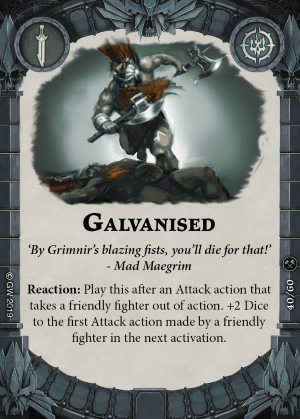 GALVANISED
‘By Grimnir’s blazing fists, you’ll die for that!’
- Mad Maegrim
Reaction: Play this after an Attack action that
takes a friendly fighter out of action. +2 Dice
to the first Attack action made by a friendly
fighter in the next activation.
© GW 2019
40/60